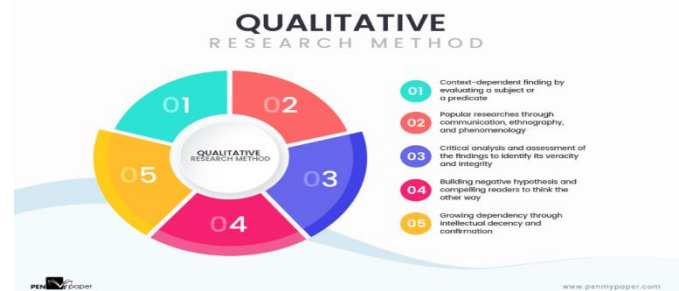 QUALITATIVE
RESEARCH METHOD
01
02
03
04
05
QUALITATIVE
RESEARCH METHOD
01
Context-dependent finding by
evaluating a subject or
a predicate
02
Popular researches through
communication, ethnography,
and phenomenology
03
Critical analysis and assessment of
the findings to identify its veracity
and integrity
04
Building negative hypothesis and
compelling readers to think the
other way
05
Growing dependency through
intellectual decency and
confirmation
PEN my paper
www.penmypaper.com